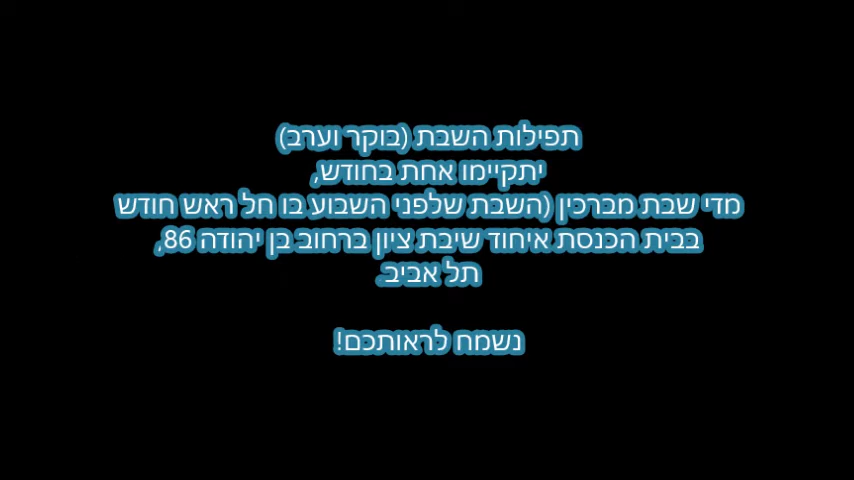 תפילות השבת (בוקר וערב)
יתקיימו אחת בחודש,
מדי שבת מברכין (השבת שלפני השבוע בו חל ראש חודש
בבית הכנסת איחוד שיבת ציון ברחוב בן יהודה 86,
תל אביב.
נשמח לראותכם!